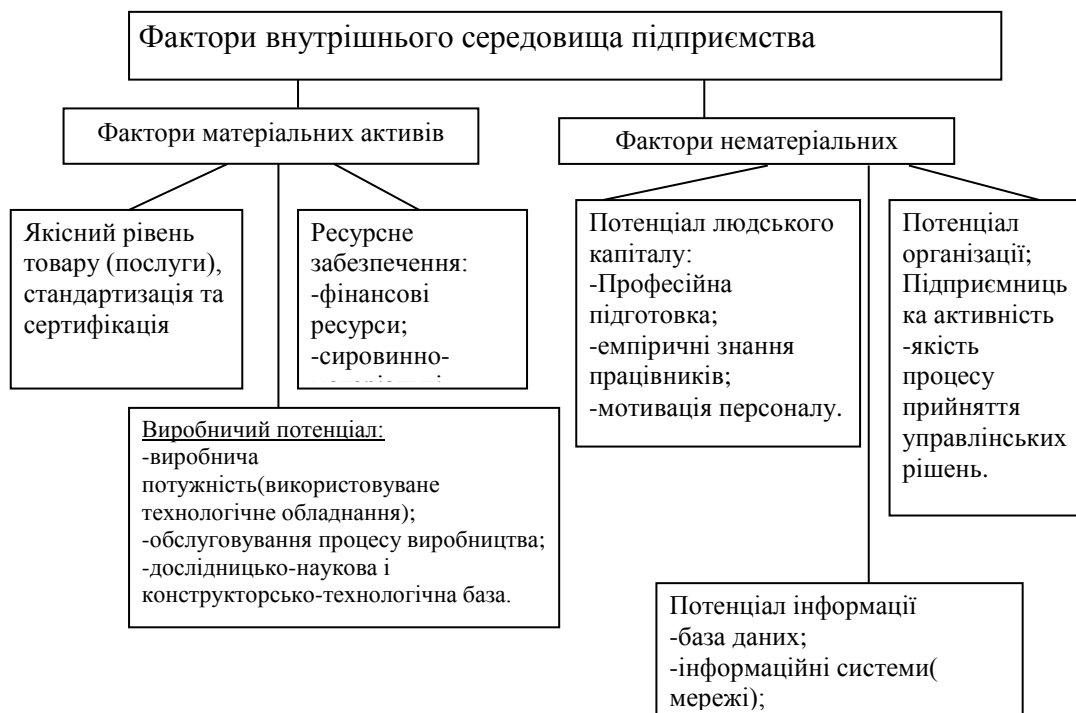 Фактори внутрішнього середовища підприємства
Фактори матеріальних активів
Фактори нематеріальних
Якісний рівень
товару (послуги),
стандартизація та
сертифікація
Ресурсне
забезпечення:
-фінансові
ресурси;
-сировинно-
Потенціал людського
капіталу:
-Професійна
підготовка;
-емпіричні знання
працівників;
-мотивація персоналу.
Потенціал
організації;
Підприємниць
ка активність
-якість
процесу
прийняття
управлінських
рішень.
Виробничий потенціал:
-виробнича
потужність(використовуване
технологічне обладнання);
-обслуговування процесу виробництва;
-дослідницько-наукова і
конструкторсько-технологічна база.
Потенціал інформації
-база даних;
-інформаційні системи(
мережі);